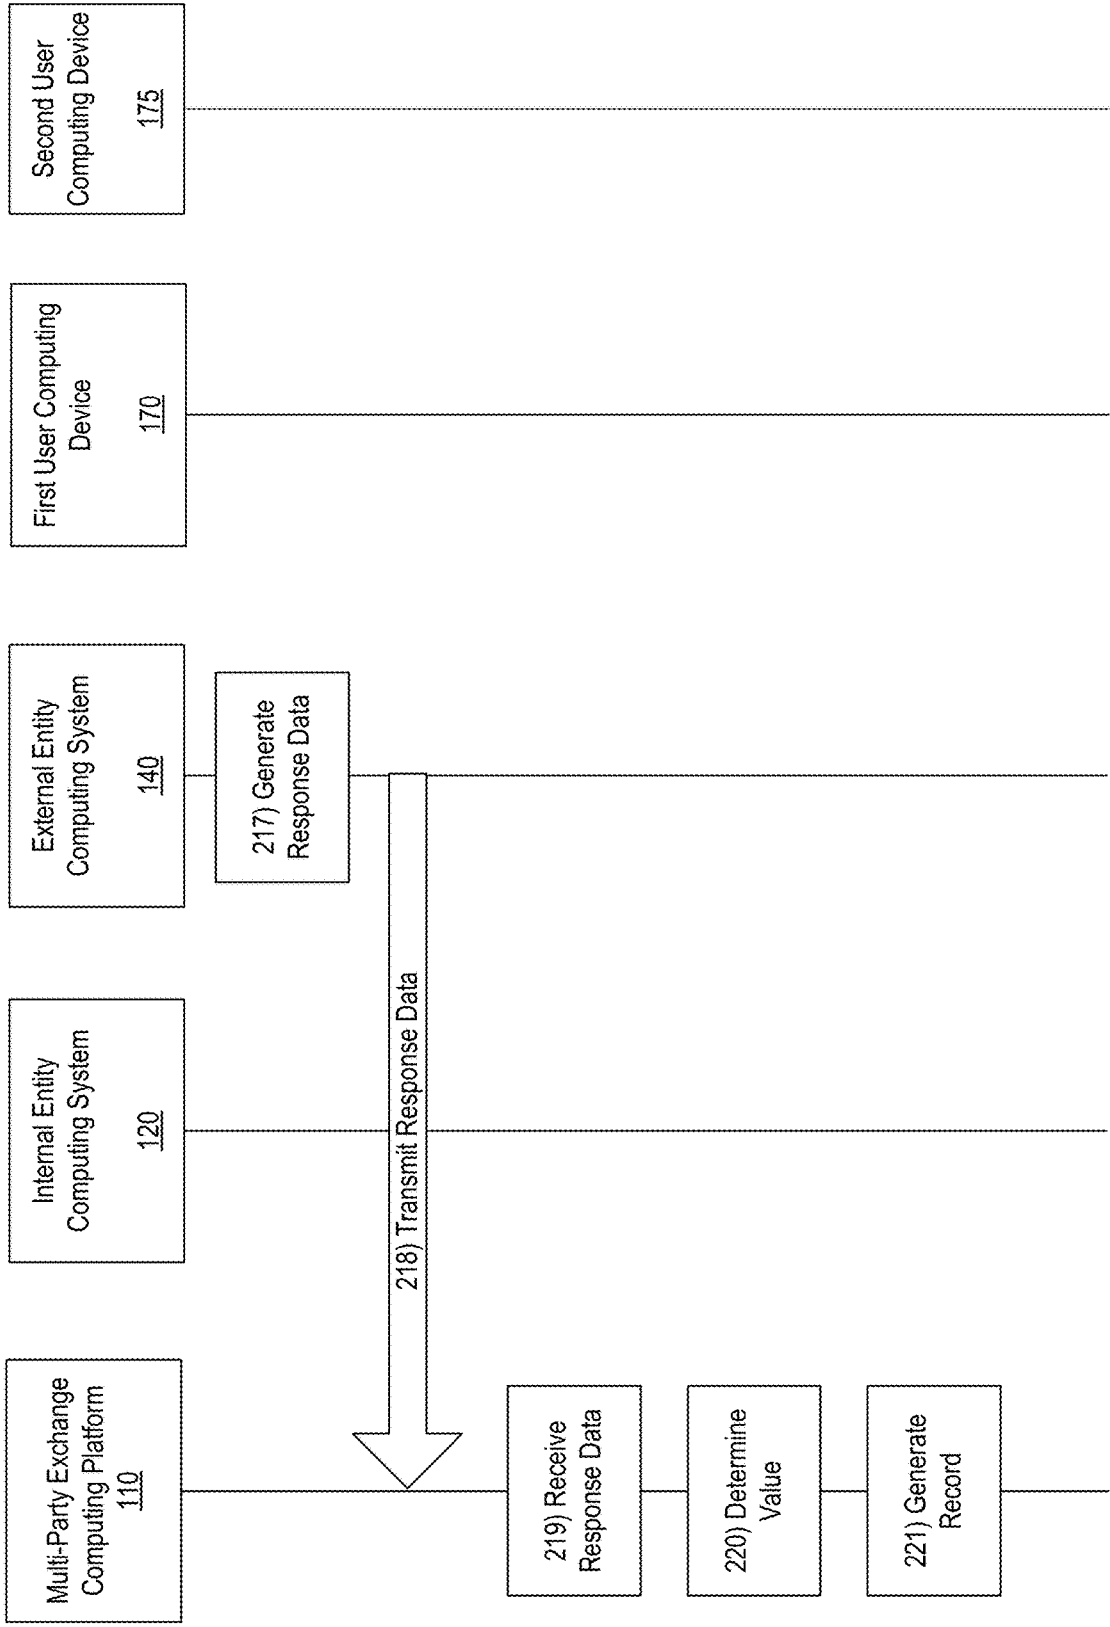 Multi-Party Exchange
Computing Platform
110
Internal Entity
Computing System
120
External Entity
Computing System
140
First User Computing
Device
170
Second User
Computing Device
175
217) Generate
Response Data
218) Transmit Response Data
219) Receive
Response Data
220) Determine
Value
221) Generate
Record